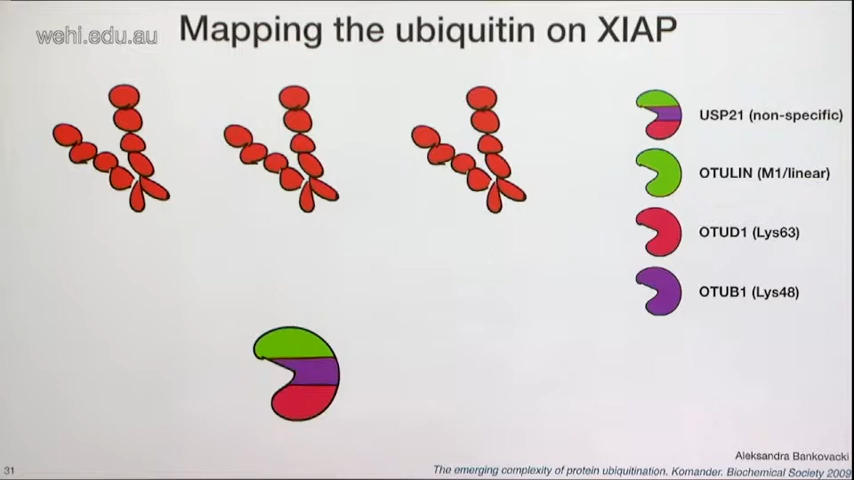 wehi.edu.au
Mapping the ubiquitin on XIAP
USP21 (non-specific)
OTULIN (M1/linear)
OTUD1 (Lys63)
OTUB1 (Lys48)
Aleksandra Bankovacki
31
The emerging complexity of protein ubiquitination. Komander. Biochemical Society 2009